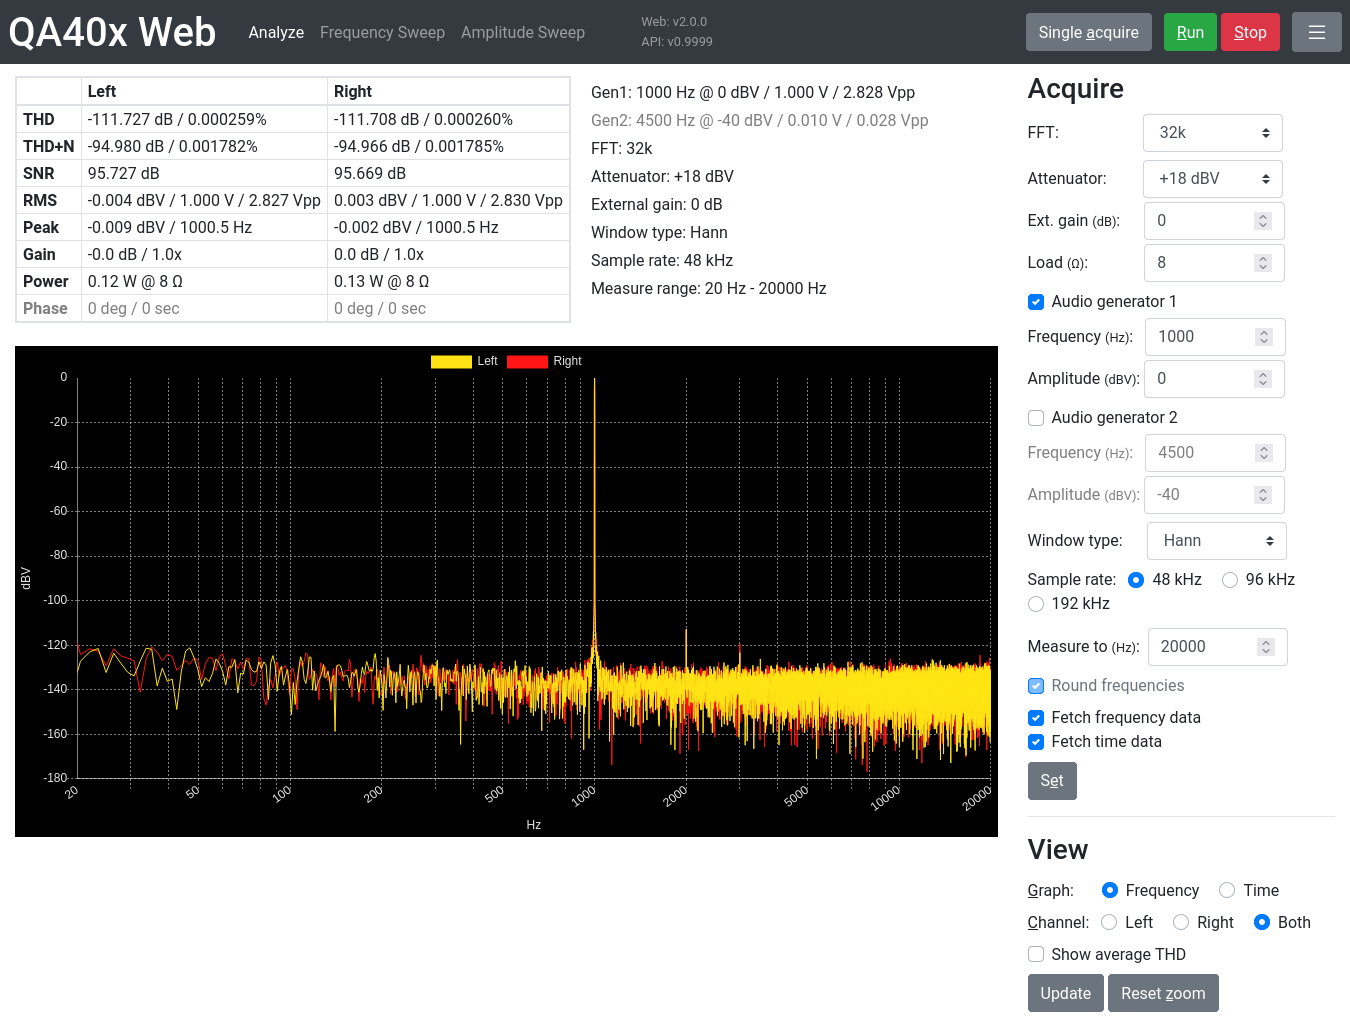 QA40x Web
Analyze Frequency Sweep Amplitude Sweep
Web: v2.0.0
API: v0.9999
Single acquire Run Stop
Left Right
THD -111.727 dB / 0.000259% -111.708 dB / 0.000260%
THD+N -94.980 dB / 0.001782% -94.966 dB / 0.001785%
SNR 95.727 dB 95.669 dB
RMS -0.004 dBV / 1.000 V / 2.827 Vpp 0.003 dBV / 1.000 V / 2.830 Vpp
Peak -0.009 dBV / 1000.5 Hz -0.002 dBV / 1000.5 Hz
Gain -0.0 dB / 1.0x 0.0 dB / 1.0x
Power 0.12 W @ 8 Ω 0.13 W @ 8 Ω
Phase 0 deg / 0 sec 0 deg / 0 sec
Gen1: 1000 Hz @ 0 dBV / 1.000 V / 2.828 Vpp
Gen2: 4500 Hz @ -40 dBV / 0.010 V / 0.028 Vpp
FFT: 32k
Attenuator: +18 dBV
External gain: 0 dB
Window type: Hann
Sample rate: 48 kHz
Measure range: 20 Hz - 20000 Hz
Left Right
0
-20
-40
-60
-80
-100
-120
-140
-160
-180
dBV
20 50 100 200 500 1000 2000 5000 10000 20000
Hz
Acquire
FFT: 32k
Attenuator: +18 dBV
Ext. gain (dB): 0
Load (Ω): 8
Audio generator 1
Frequency (Hz): 1000
Amplitude (dBV): 0
Audio generator 2
Frequency (Hz): 4500
Amplitude (dBV): -40
Window type: Hann
Sample rate: 48 kHz 96 kHz
192 kHz
Measure to (Hz): 20000
Round frequencies
Fetch frequency data
Fetch time data
Set
View
Graph: Frequency Time
Channel: Left Right Both
Show average THD
Update Reset zoom